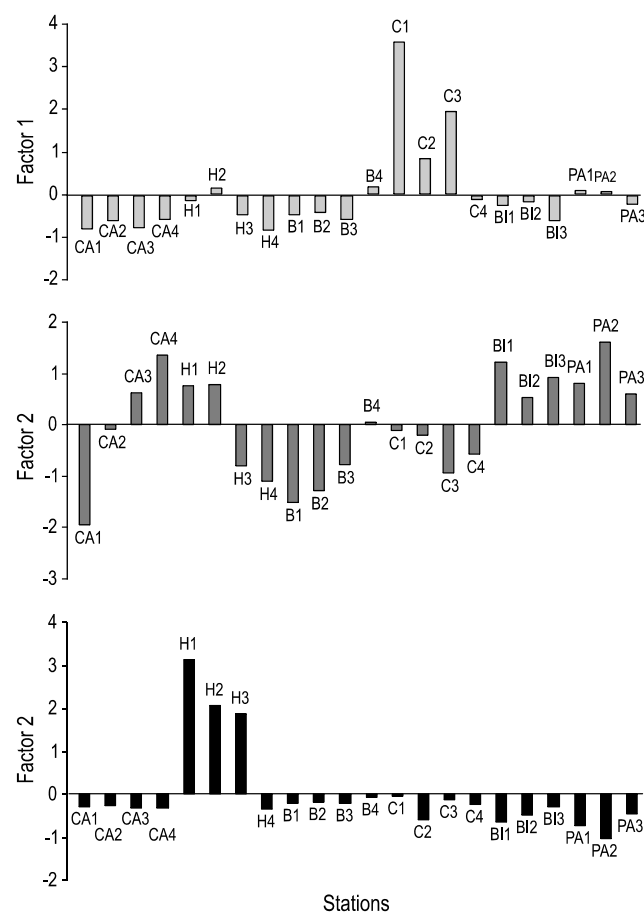 4
3
2
1
0
-1
-2
Factor 1
CA1
CA2
CA3
CA4
H1
H2
H3
H4
B1
B2
B3
B4
C1
C2
C3
C4
BI1
BI2
BI3
PA1
PA2
PA3
2
1
0
-1
-2
-3
Factor 2
CA1
CA2
CA3
CA4
H1
H2
H3
H4
B1
B2
B3
B4
C1
C2
C3
C4
BI1
BI2
BI3
PA1
PA2
PA3
4
3
2
1
0
-1
-2
Factor 2
CA1
CA2
CA3
CA4
H1
H2
H3
H4
B1
B2
B3
B4
C1
C2
C3
C4
BI1
BI2
BI3
PA1
PA2
PA3
Stations